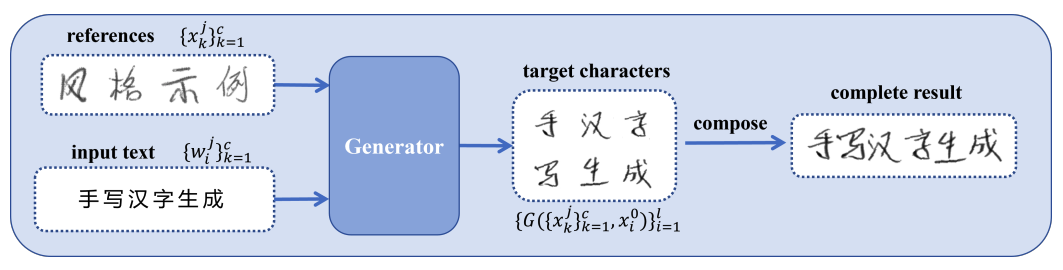 references {x_k^j}_{k=1}^c
风格示例
input text {w_i^j}_{k=1}^c
手写汉字生成
Generator
target characters
手汉字
写生成
{G({x_k^j}_{k=1}^c, x_i^0)}_{i=1}^l
compose
complete result
手写汉字生成